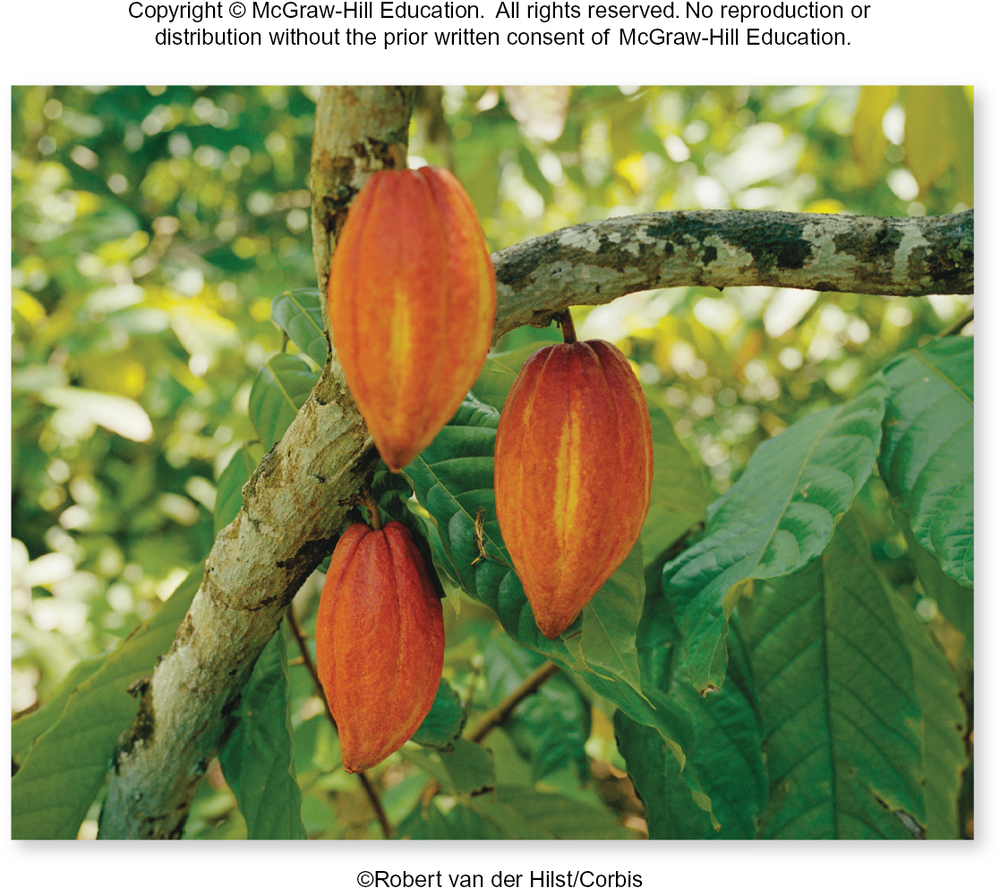 Copyright © McGraw-Hill Education. All rights reserved. No reproduction or
distribution without the prior written consent of McGraw-Hill Education.
©Robert van der Hilst/Corbis